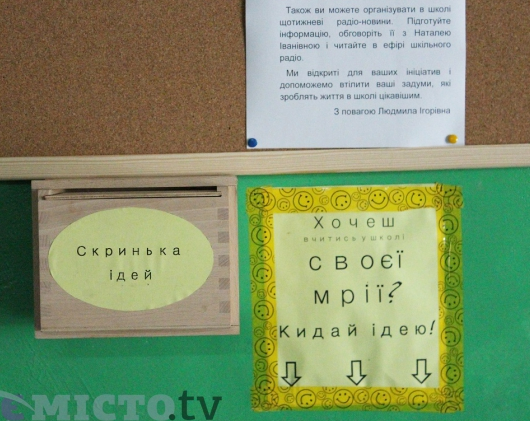 Також ви можете організувати в школі
щотижневі радіо-новини. Підготуйте
інформацію, обговоріть її з Наталею
Іванівною і читайте в ефірі шкільного
радіо.
Ми відкриті для ваших ініціатив і
допоможемо втілити ваші задуми, які
зроблять життя в школі цікавішим.
З повагою Людмила Ігорівна
Скринька
ідей
Хочеш
вчитись у школі
своєї
мрії?
Кидай ідею!
МІСТО.tv